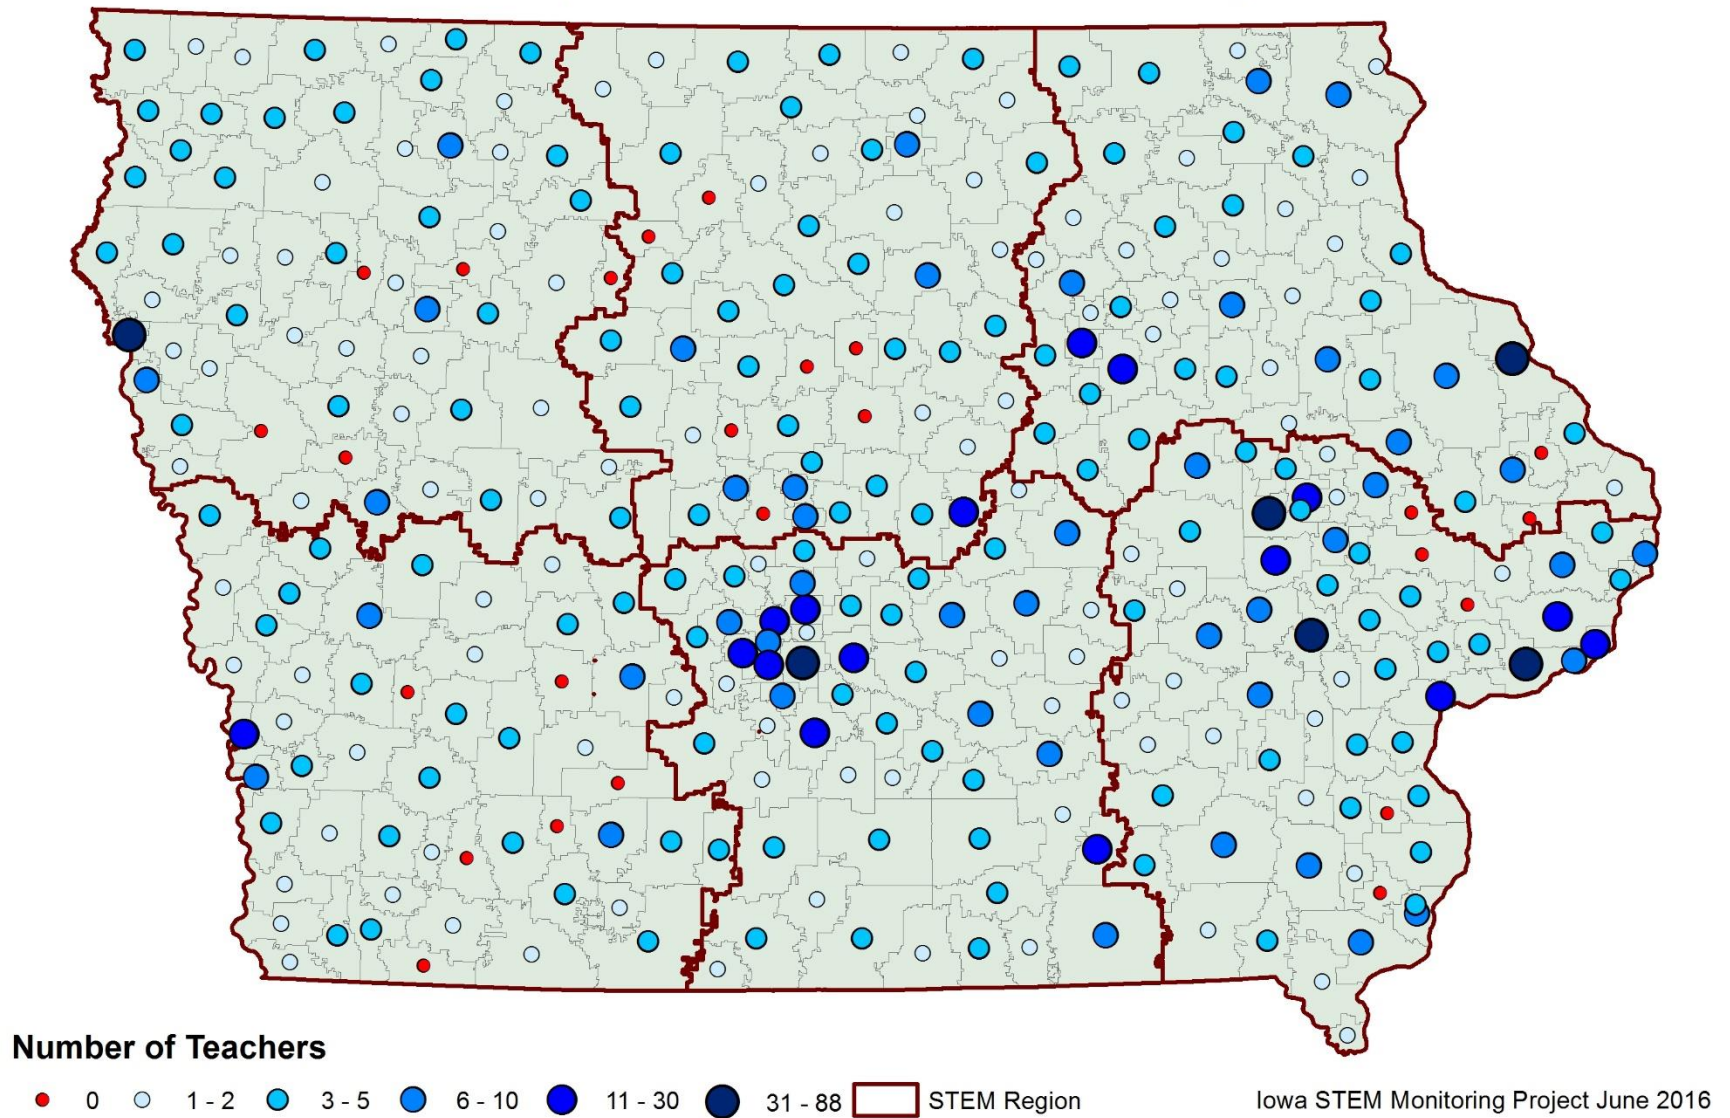 Number of Teachers
0 1 - 2 3 - 5 6 - 10 11 - 30 31 - 88 STEM Region Iowa STEM Monitoring Project June 2016